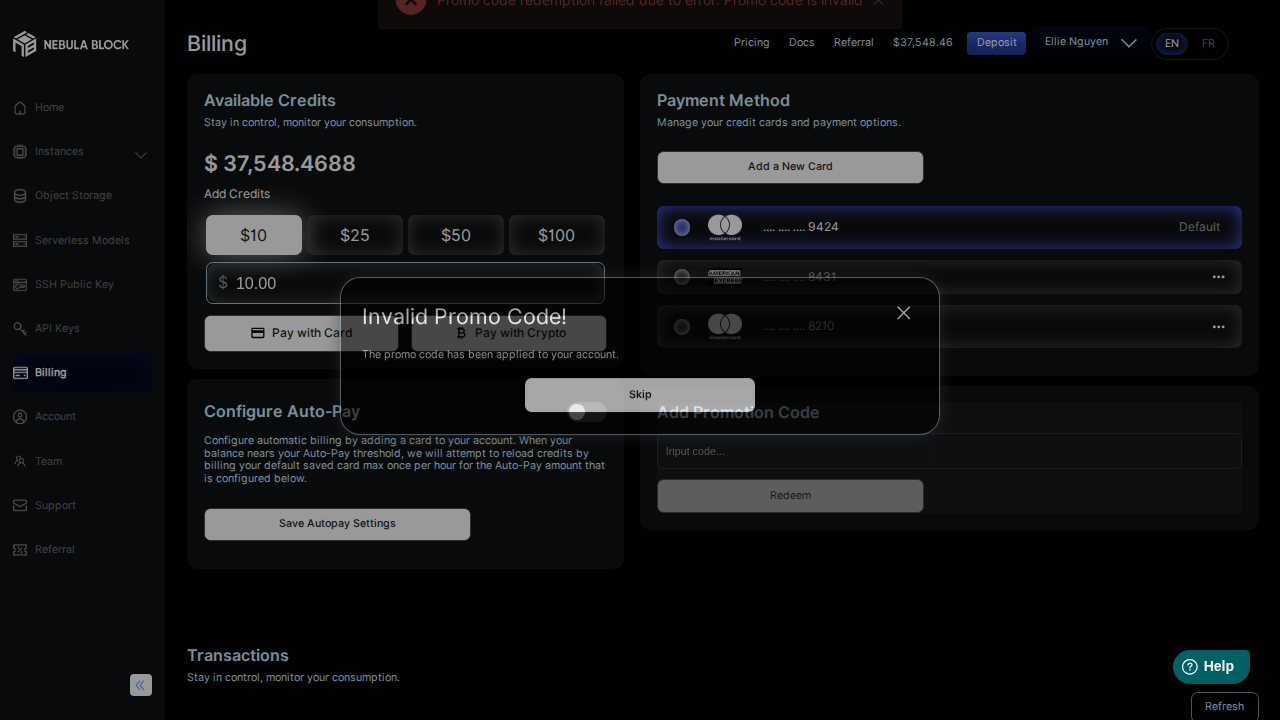 Promo code redemption failed due to error: Promo code is invalid
NEBULA BLOCK
Billing
Pricing
Docs
Referral
$37,548.46
Deposit
Ellie Nguyen
EN
FR
Home
Instances
Object Storage
Serverless Models
SSH Public Key
API Keys
Billing
Account
Team
Support
Referral
Available Credits
Stay in control, monitor your consumption.
$ 37,548.4688
Add Credits
$10
$25
$50
$100
$ 10.00
Pay with Card
Pay with Crypto
Payment Method
Manage your credit cards and payment options.
Add a New Card
mastercard
.... .... .... 9424
Default
AMERICAN EXPRESS
.... .... .... 8431
mastercard
.... .... .... 8210
Invalid Promo Code!
The promo code has been applied to your account.
Skip
Configure Auto-Pay
Configure automatic billing by adding a card to your account. When your
balance nears your Auto-Pay threshold, we will attempt to reload credits by
billing your default saved card max once per hour for the Auto-Pay amount that
is configured below.
Save Autopay Settings
Add Promotion Code
Input code...
Redeem
Transactions
Stay in control, monitor your consumption.
Help
Refresh